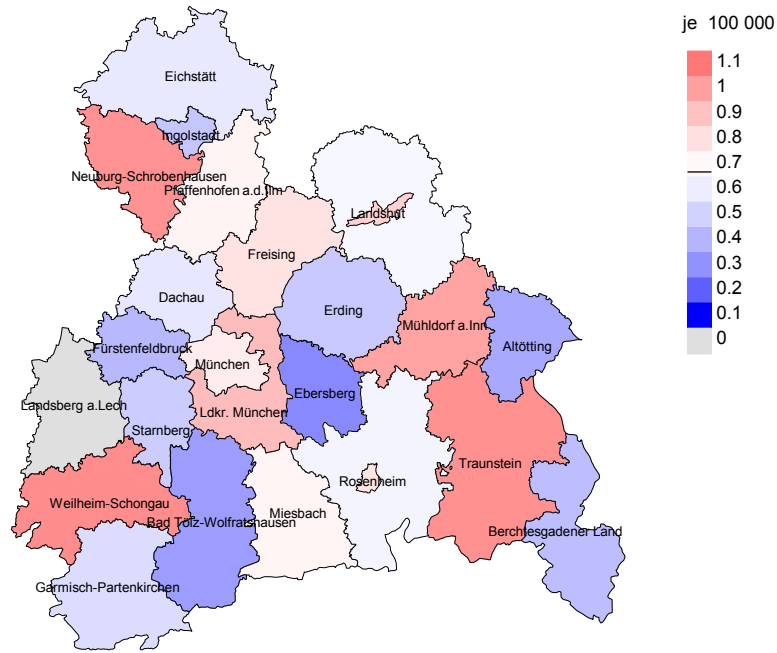 je 100 000
1.1
1
0.9
0.8
0.7
0.6
0.5
0.4
0.3
0.2
0.1
0
Eichstätt
Ingolstadt
Neuburg-Schrobenhausen
Pfaffenhofen a.d.Ilm
Landshut
Freising
Dachau
Erding
Mühldorf a.Inn
Altötting
Fürstenfeldbruck
München
Ebersberg
Landsberg a.Lech
Ldkr. München
Starnberg
Traunstein
Rosenheim
Weilheim-Schongau
Miesbach
Bad Tölz-Wolfratshausen
Berchtesgadener Land
Garmisch-Partenkirchen